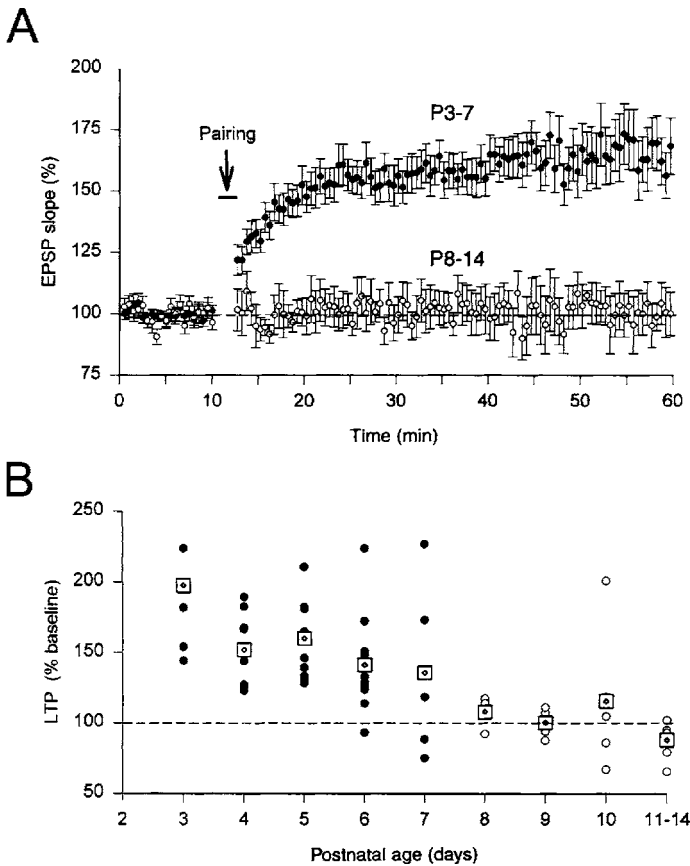 A
200
175
150
125
100
75
EPSP slope (%)
Pairing
P3-7
P8-14
0 10 20 30 40 50 60
Time (min)
B
250
200
150
100
50
LTP (% baseline)
2 3 4 5 6 7 8 9 10 11-14
Postnatal age (days)